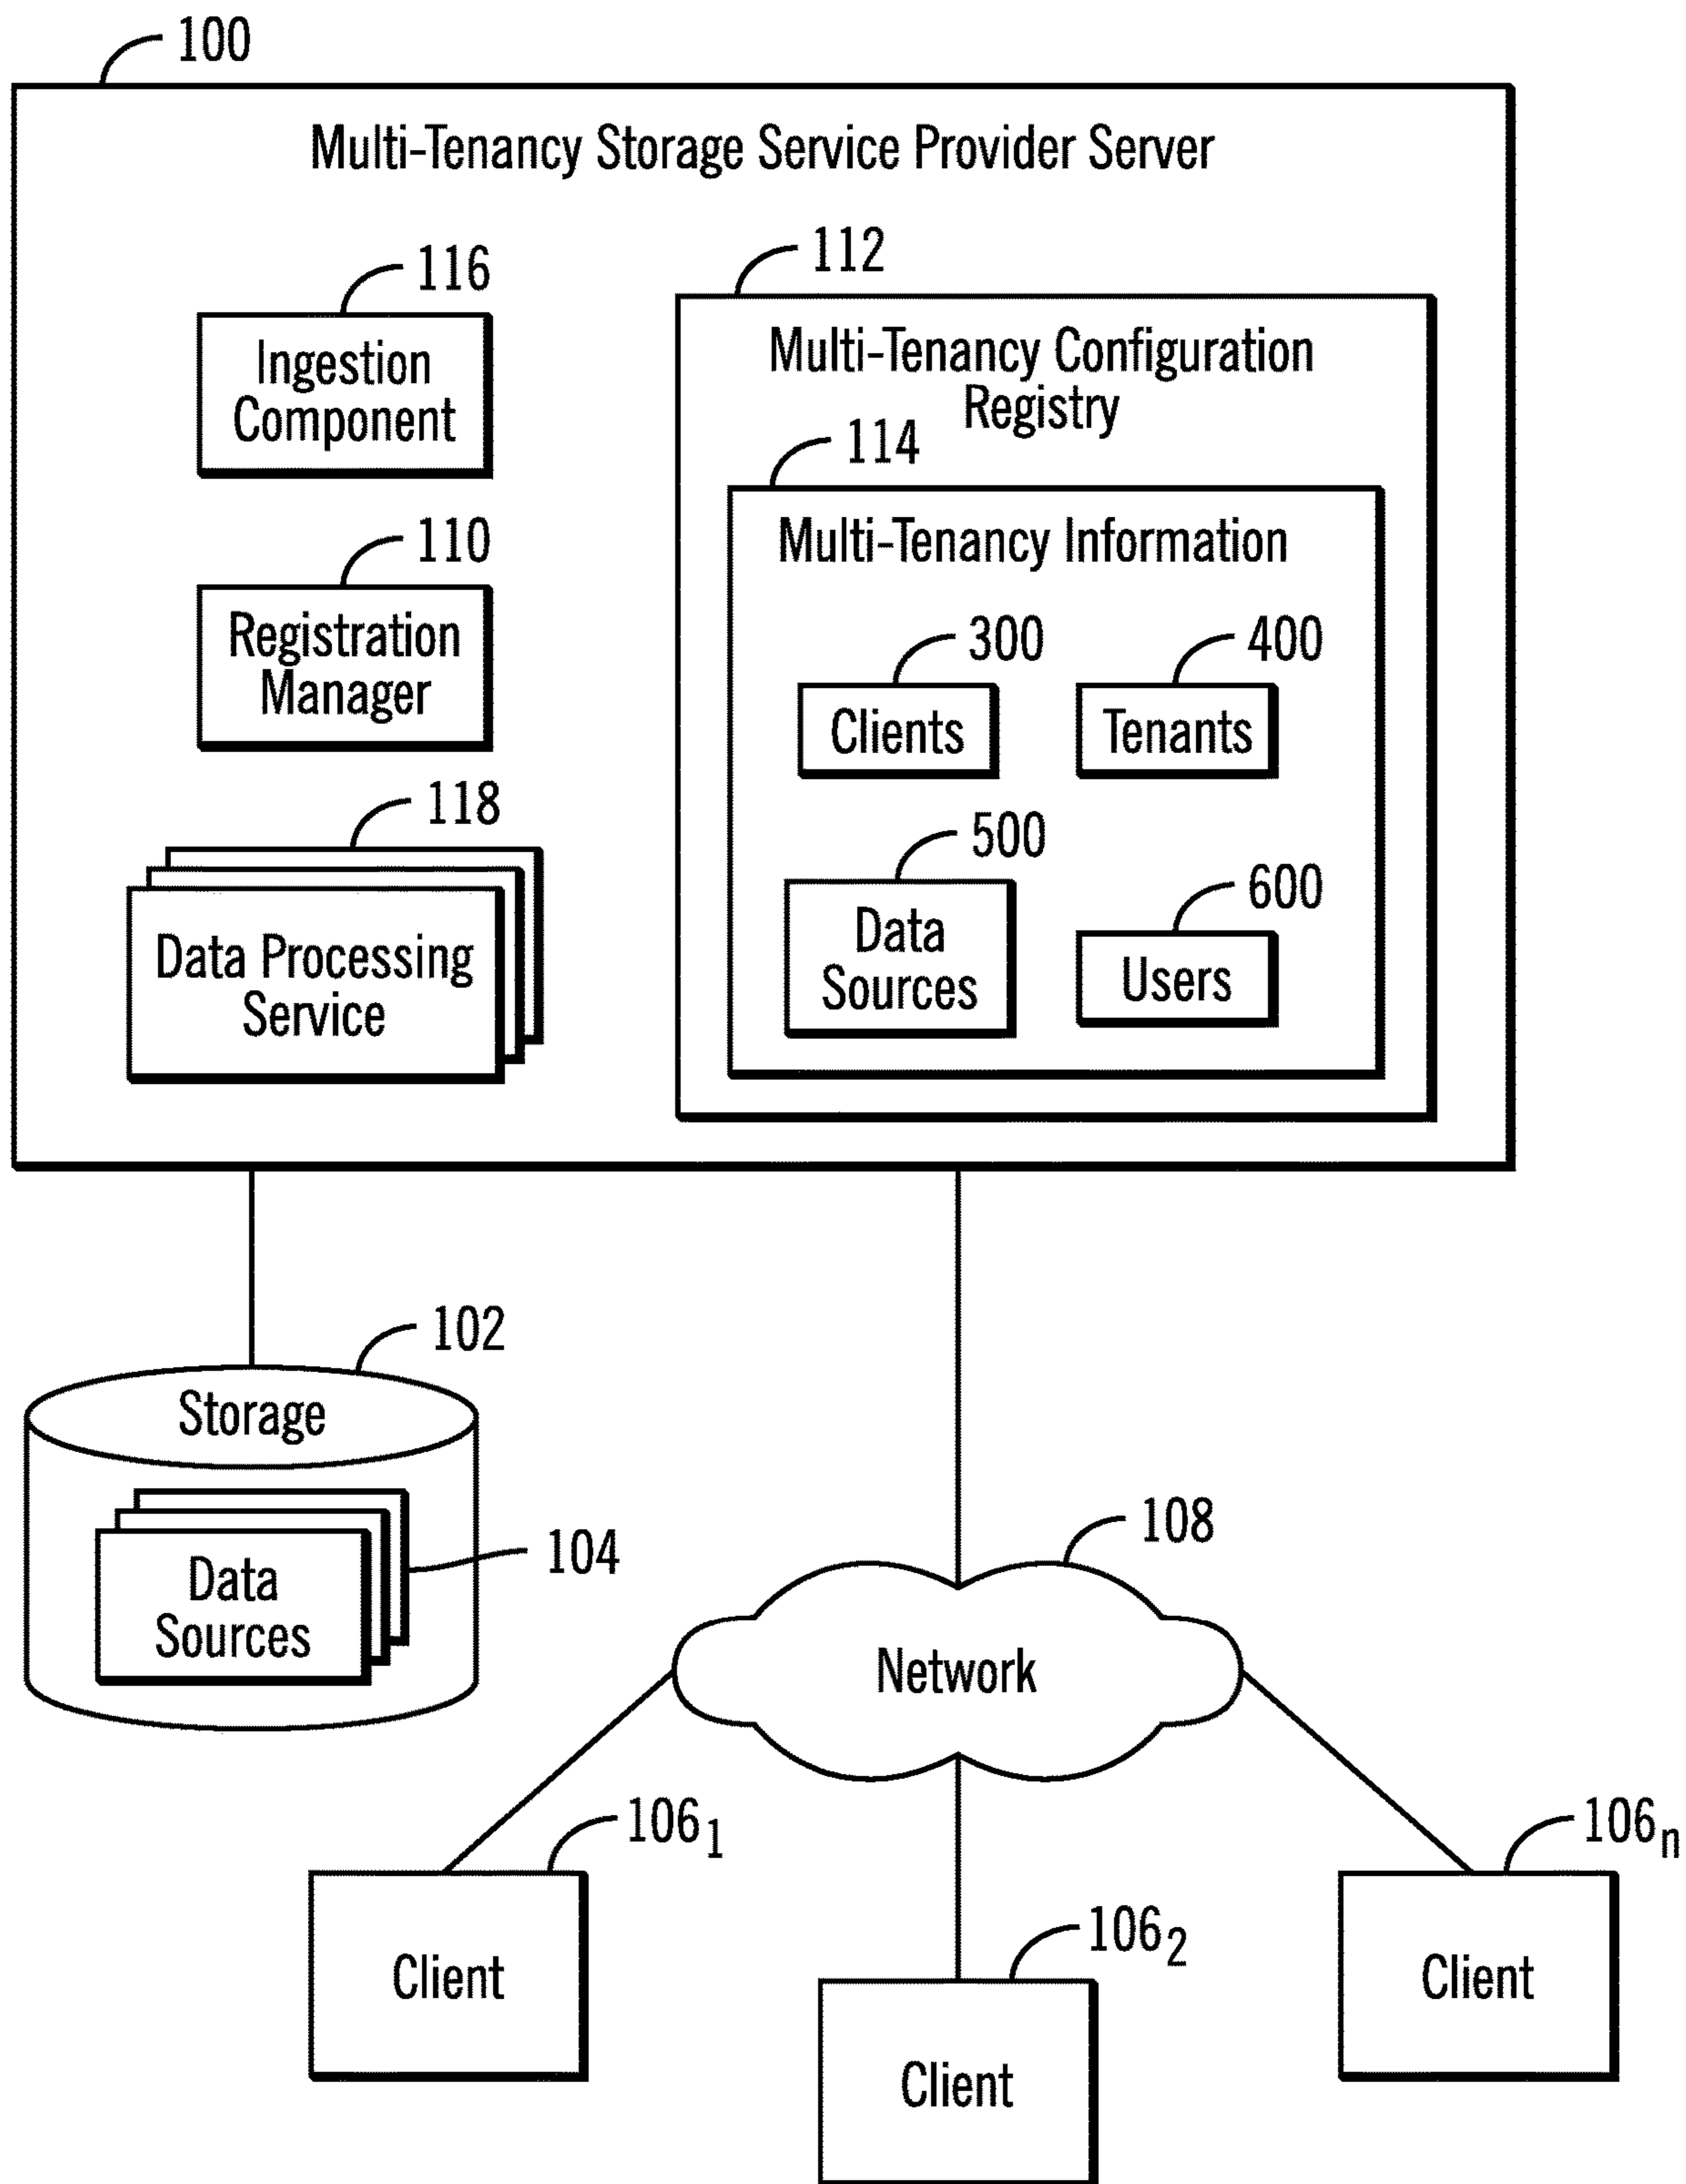 100
Multi-Tenancy Storage Service Provider Server
116
Ingestion
Component
110
Registration
Manager
118
Data Processing
Service
112
Multi-Tenancy Configuration
Registry
114
Multi-Tenancy Information
300
Clients
400
Tenants
500
Data
Sources
600
Users
102
Storage
104
Data
Sources
108
Network
106₁
Client
106₂
Client
106ₙ
Client